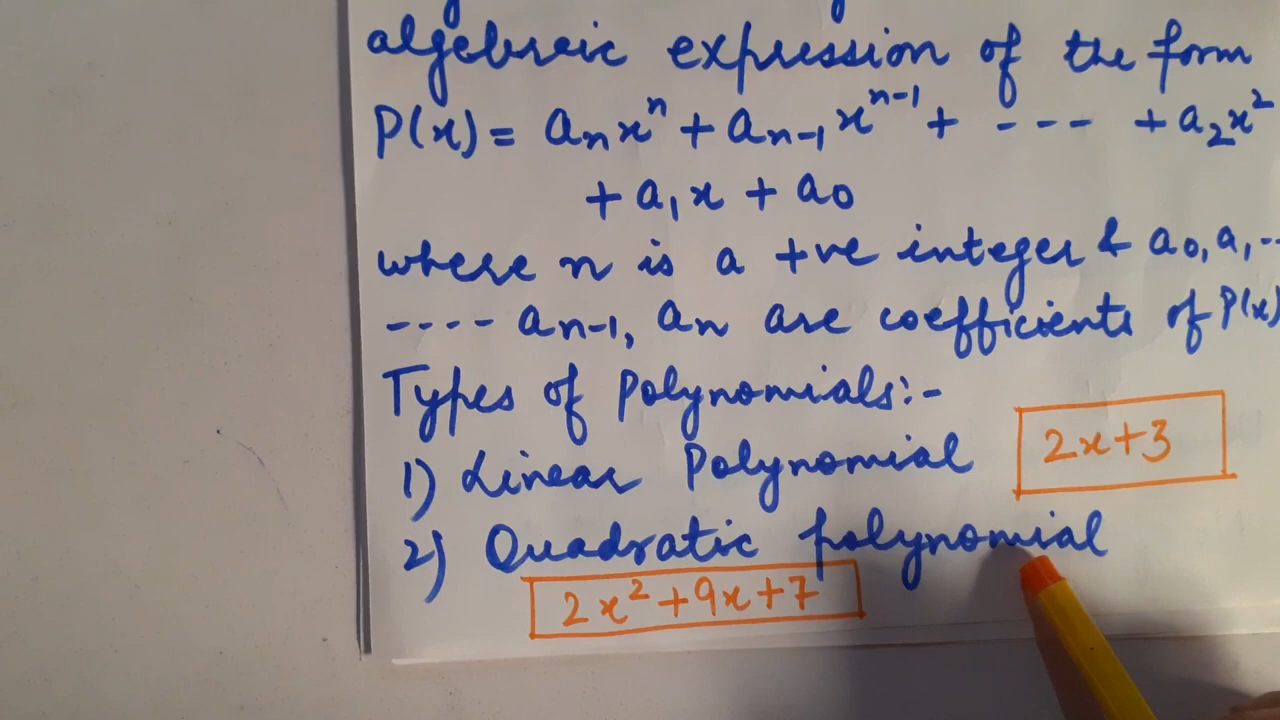 algebraic expression of the form
P(x) = aₙxⁿ + aₙ₋₁xⁿ⁻¹ + - - - + a₂x²
+ a₁x + a₀
where n is a +ve integer & a₀, a₁ --
---- aₙ₋₁, aₙ are coefficients of P(x)
Types of Polynomials:-
1) Linear Polynomial 2x+3
2) Quadratic polynomial
2x² + 9x + 7